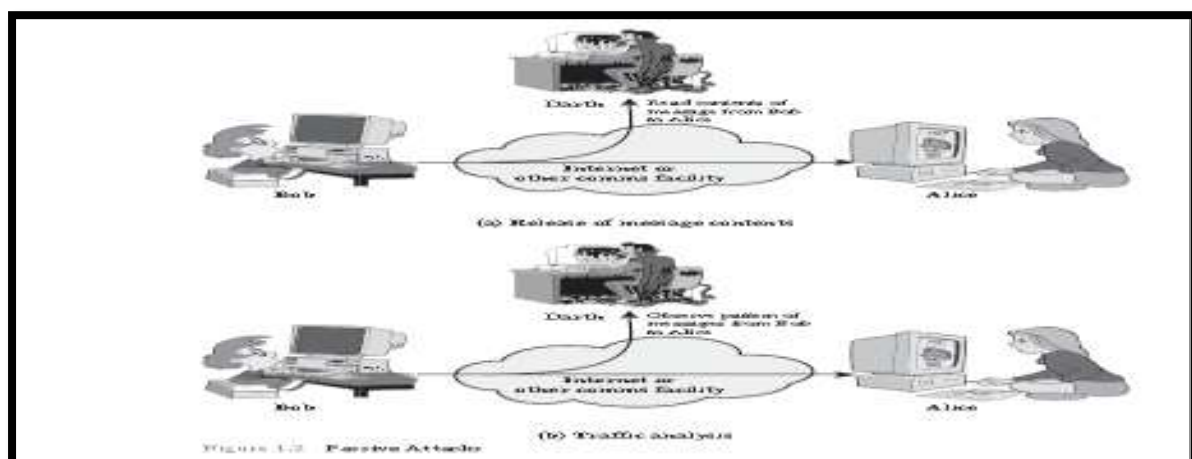 Darth
Read contents of
message from Bob
to Alice
Internet or
other comms facility
Bob
Alice
(a) Release of message contents
Darth
Observe pattern of
messages from Bob
to Alice
Internet or
other comms facility
Bob
Alice
(b) Traffic analysis
Figure 1.2 Passive Attacks